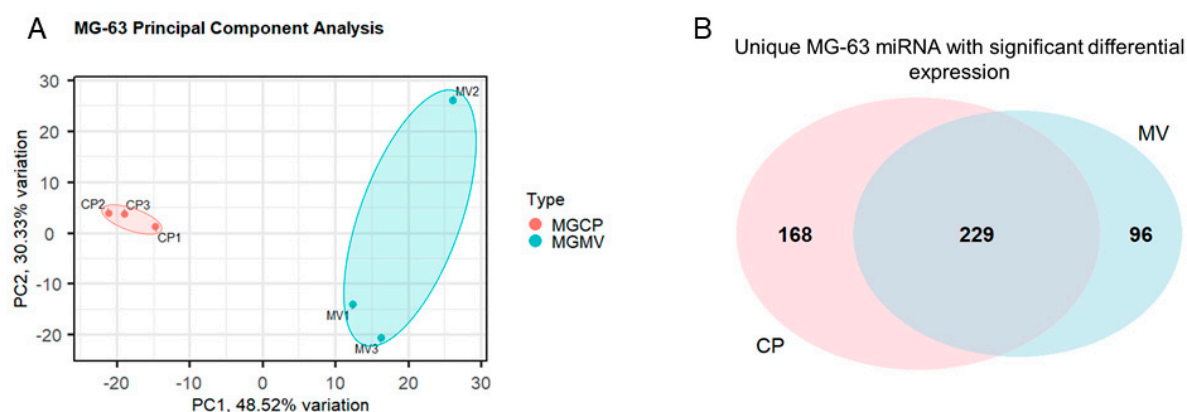 A
MG-63 Principal Component Analysis
30
20
10
0
-10
-20
PC2, 30.33% variation
MV2
CP2
CP3
CP1
MV1
MV3
-20
-10
0
10
20
30
PC1, 48.52% variation
Type
MGCP
MGMV
B
Unique MG-63 miRNA with significant differential
expression
MV
168
229
96
CP